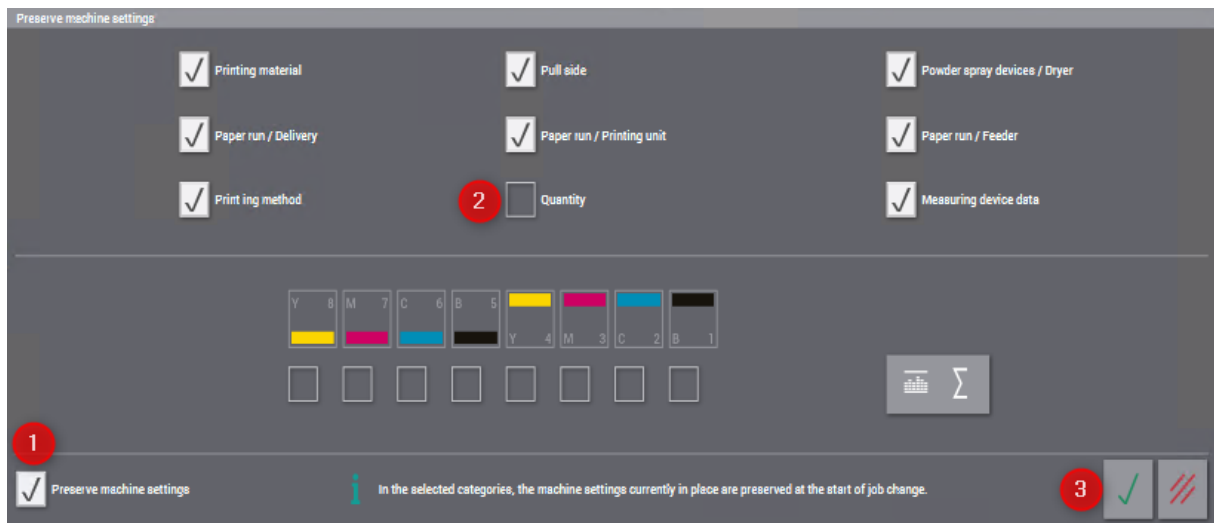 Preserve machine settings
Printing material
Pull side
Powder spray devices / Dryer
Paper run / Delivery
Paper run / Printing unit
Paper run / Feeder
Print ing method
2
Quantity
Measuring device data
Y 8 M 7 C 6 B 5
Y 4 M 3 C 2 B 1
Σ
1
Preserve machine settings
i In the selected categories, the machine settings currently in place are preserved at the start of job change.
3